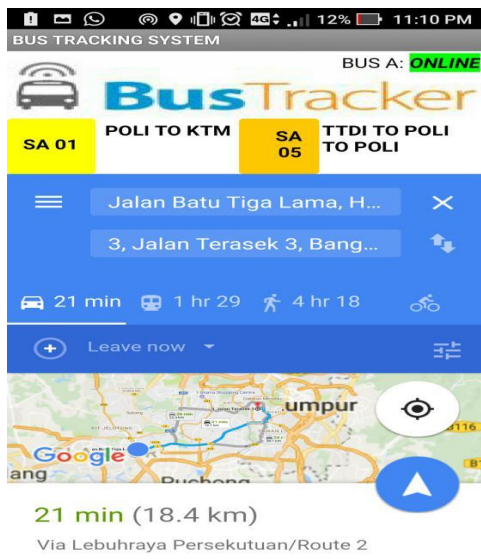 4G 12% 11:10 PM
BUS TRACKING SYSTEM
BUS A: ONLINE
BusTracker
SA 01
POLI TO KTM
SA
05
TTDI TO POLI
TO POLI
Jalan Batu Tiga Lama, H...
3, Jalan Terasek 3, Bang...
21 min 1 hr 29 4 hr 18
Leave now
umpur
116
Google
ang
Puchong
21 min (18.4 km)
Via Lebuhraya Persekutuan/Route 2